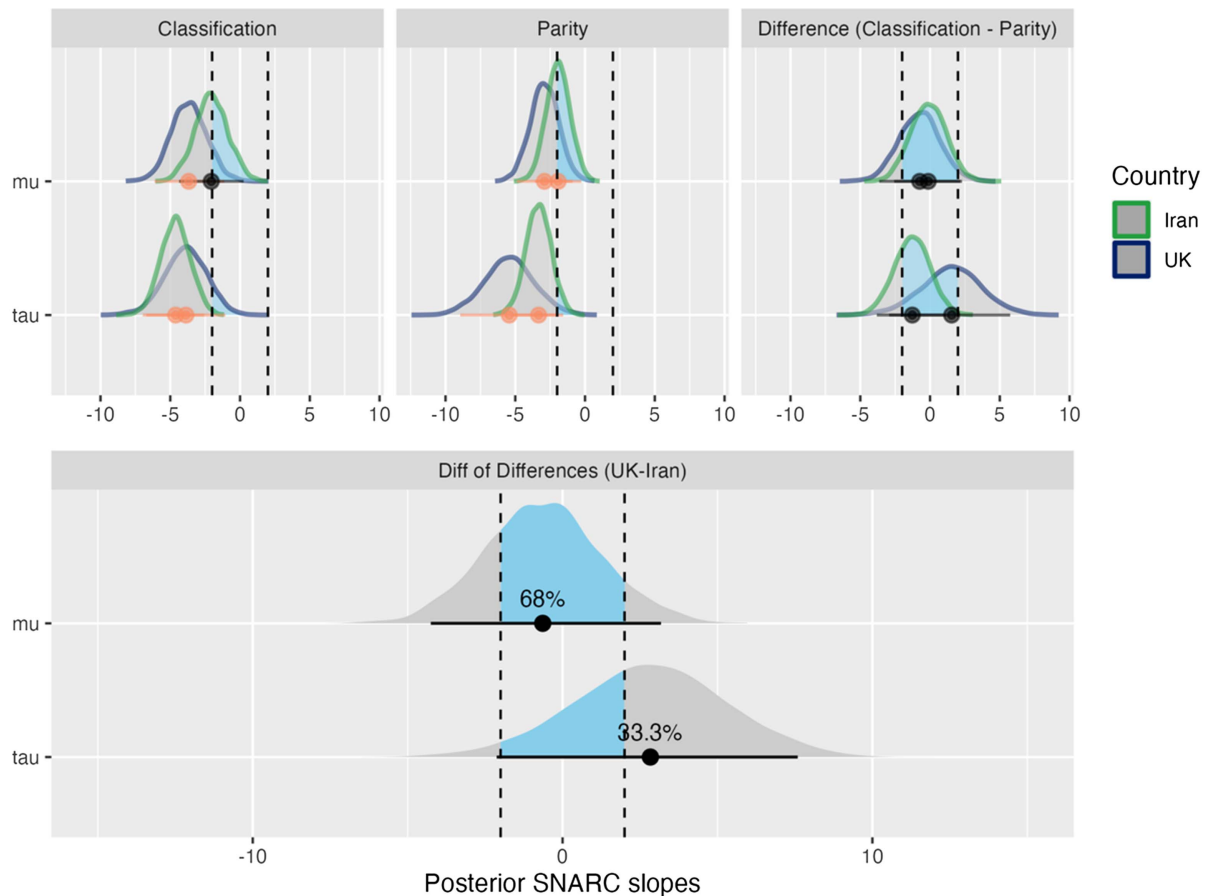 Classification
Parity
Difference (Classification - Parity)
mu
tau
-10 -5 0 5 10
-10 -5 0 5 10
-10 -5 0 5 10
Country
Iran
UK
Diff of Differences (UK-Iran)
68%
mu
33.3%
tau
-10 0 10
Posterior SNARC slopes